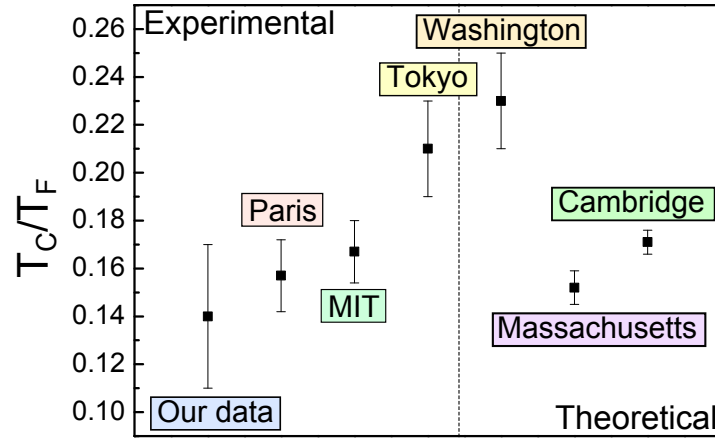 Experimental
Washington
Tokyo
Paris
Cambridge
MIT
Massachusetts
Our data
Theoretical
T_C/T_F
0.26
0.24
0.22
0.20
0.18
0.16
0.14
0.12
0.10